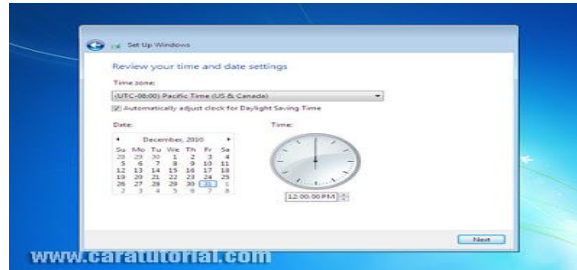 Set Up Windows
Review your time and date settings
Time zone:
(UTC-08:00) Pacific Time (US & Canada)
Automatically adjust clock for Daylight Saving Time
Date:
Time:
December, 2010
Su Mo Tu We Th Fr Sa
28 29 30 1 2 3 4
5 6 7 8 9 10 11
12 13 14 15 16 17 18
19 20 21 22 23 24 25
26 27 28 29 30 31 1
2 3 4 5 6 7 8
12:00:00 PM
Next
www.caratutorial.com